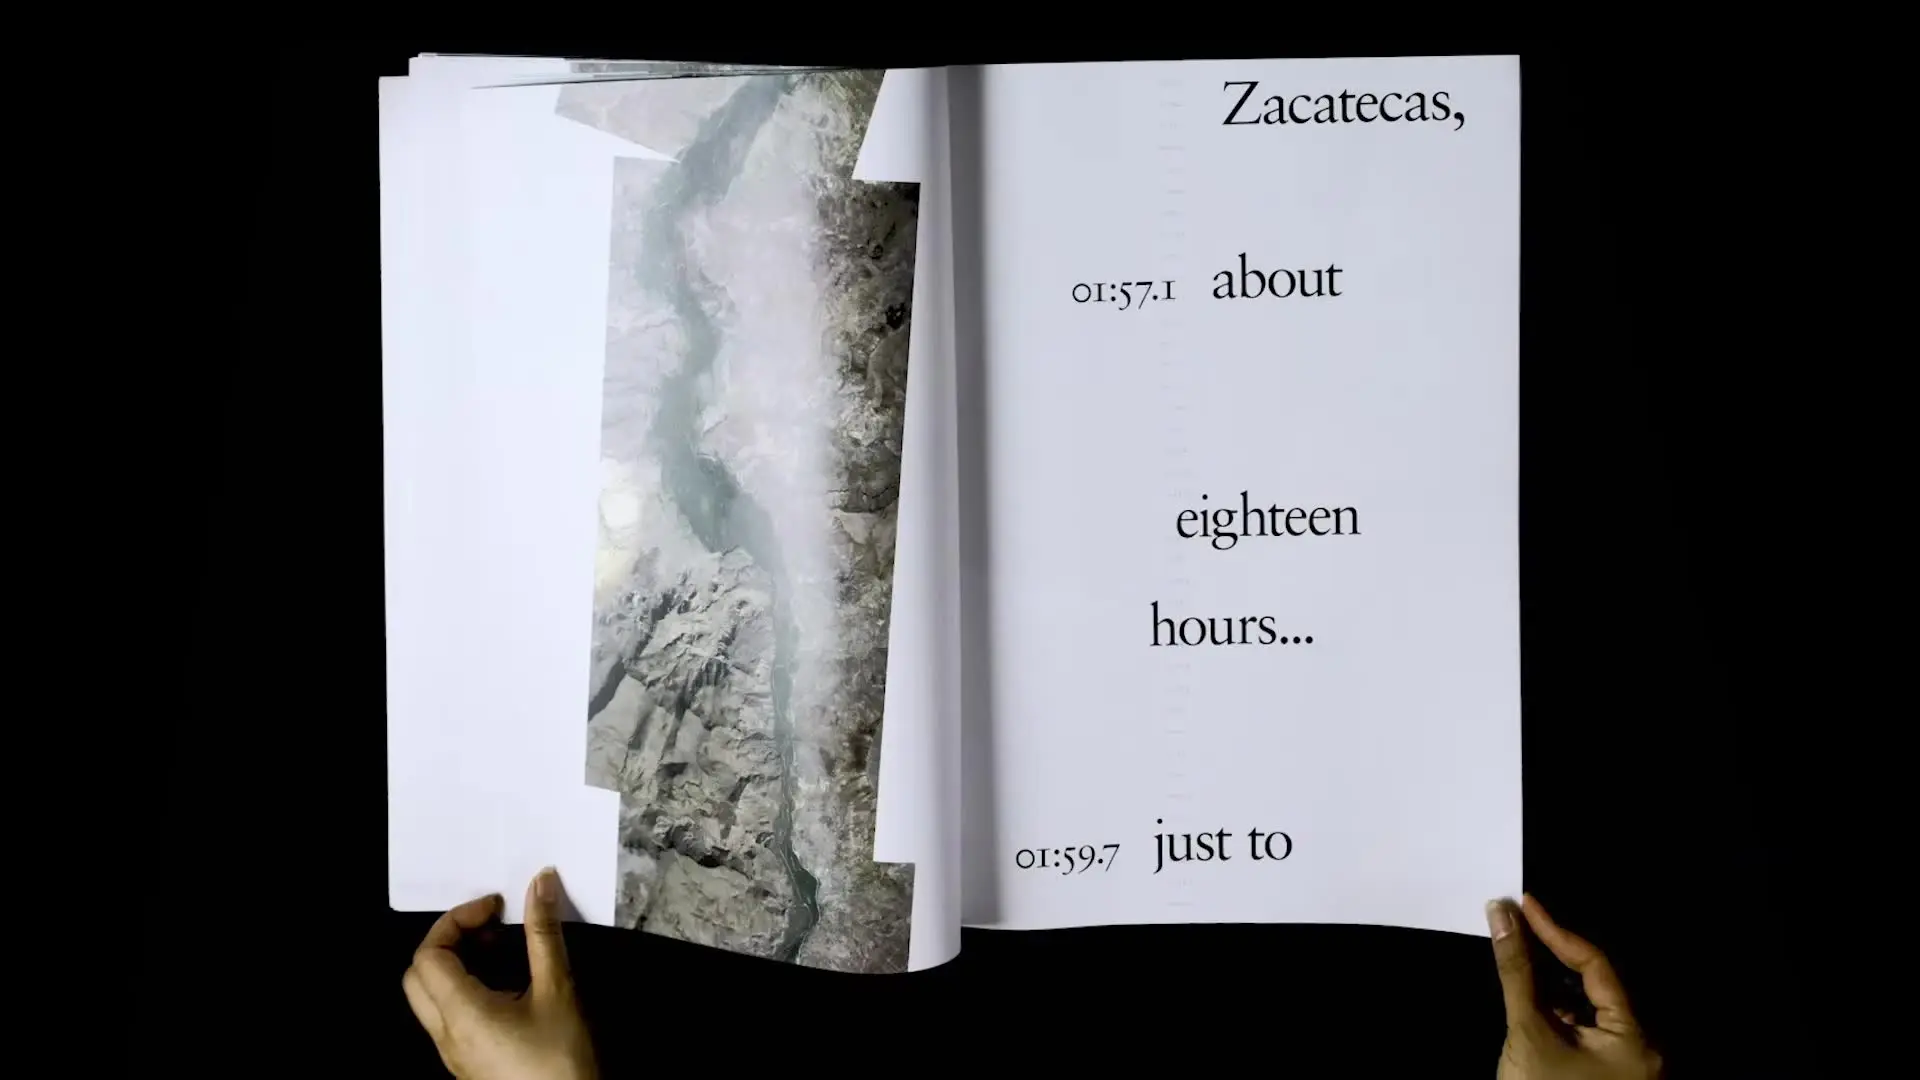 Zacatecas,
01:57.1 about
eighteen
hours...
01:59.7 just to